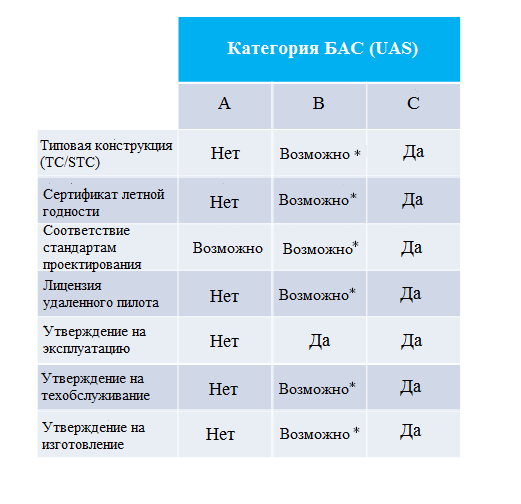 Категория БАС (UAS)
A B C
Типовая конструкция
(TC/STC)
Нет Возможно * Да
Сертификат летной
годности
Нет Возможно* Да
Соответствие
стандартам
проектирования
Возможно Возможно* Да
Лицензия
удаленного пилота
Нет Возможно* Да
Утверждение на
эксплуатацию
Нет Да Да
Утверждение на
техобслуживание
Нет Возможно* Да
Утверждение на
изготовление
Нет Возможно * Да